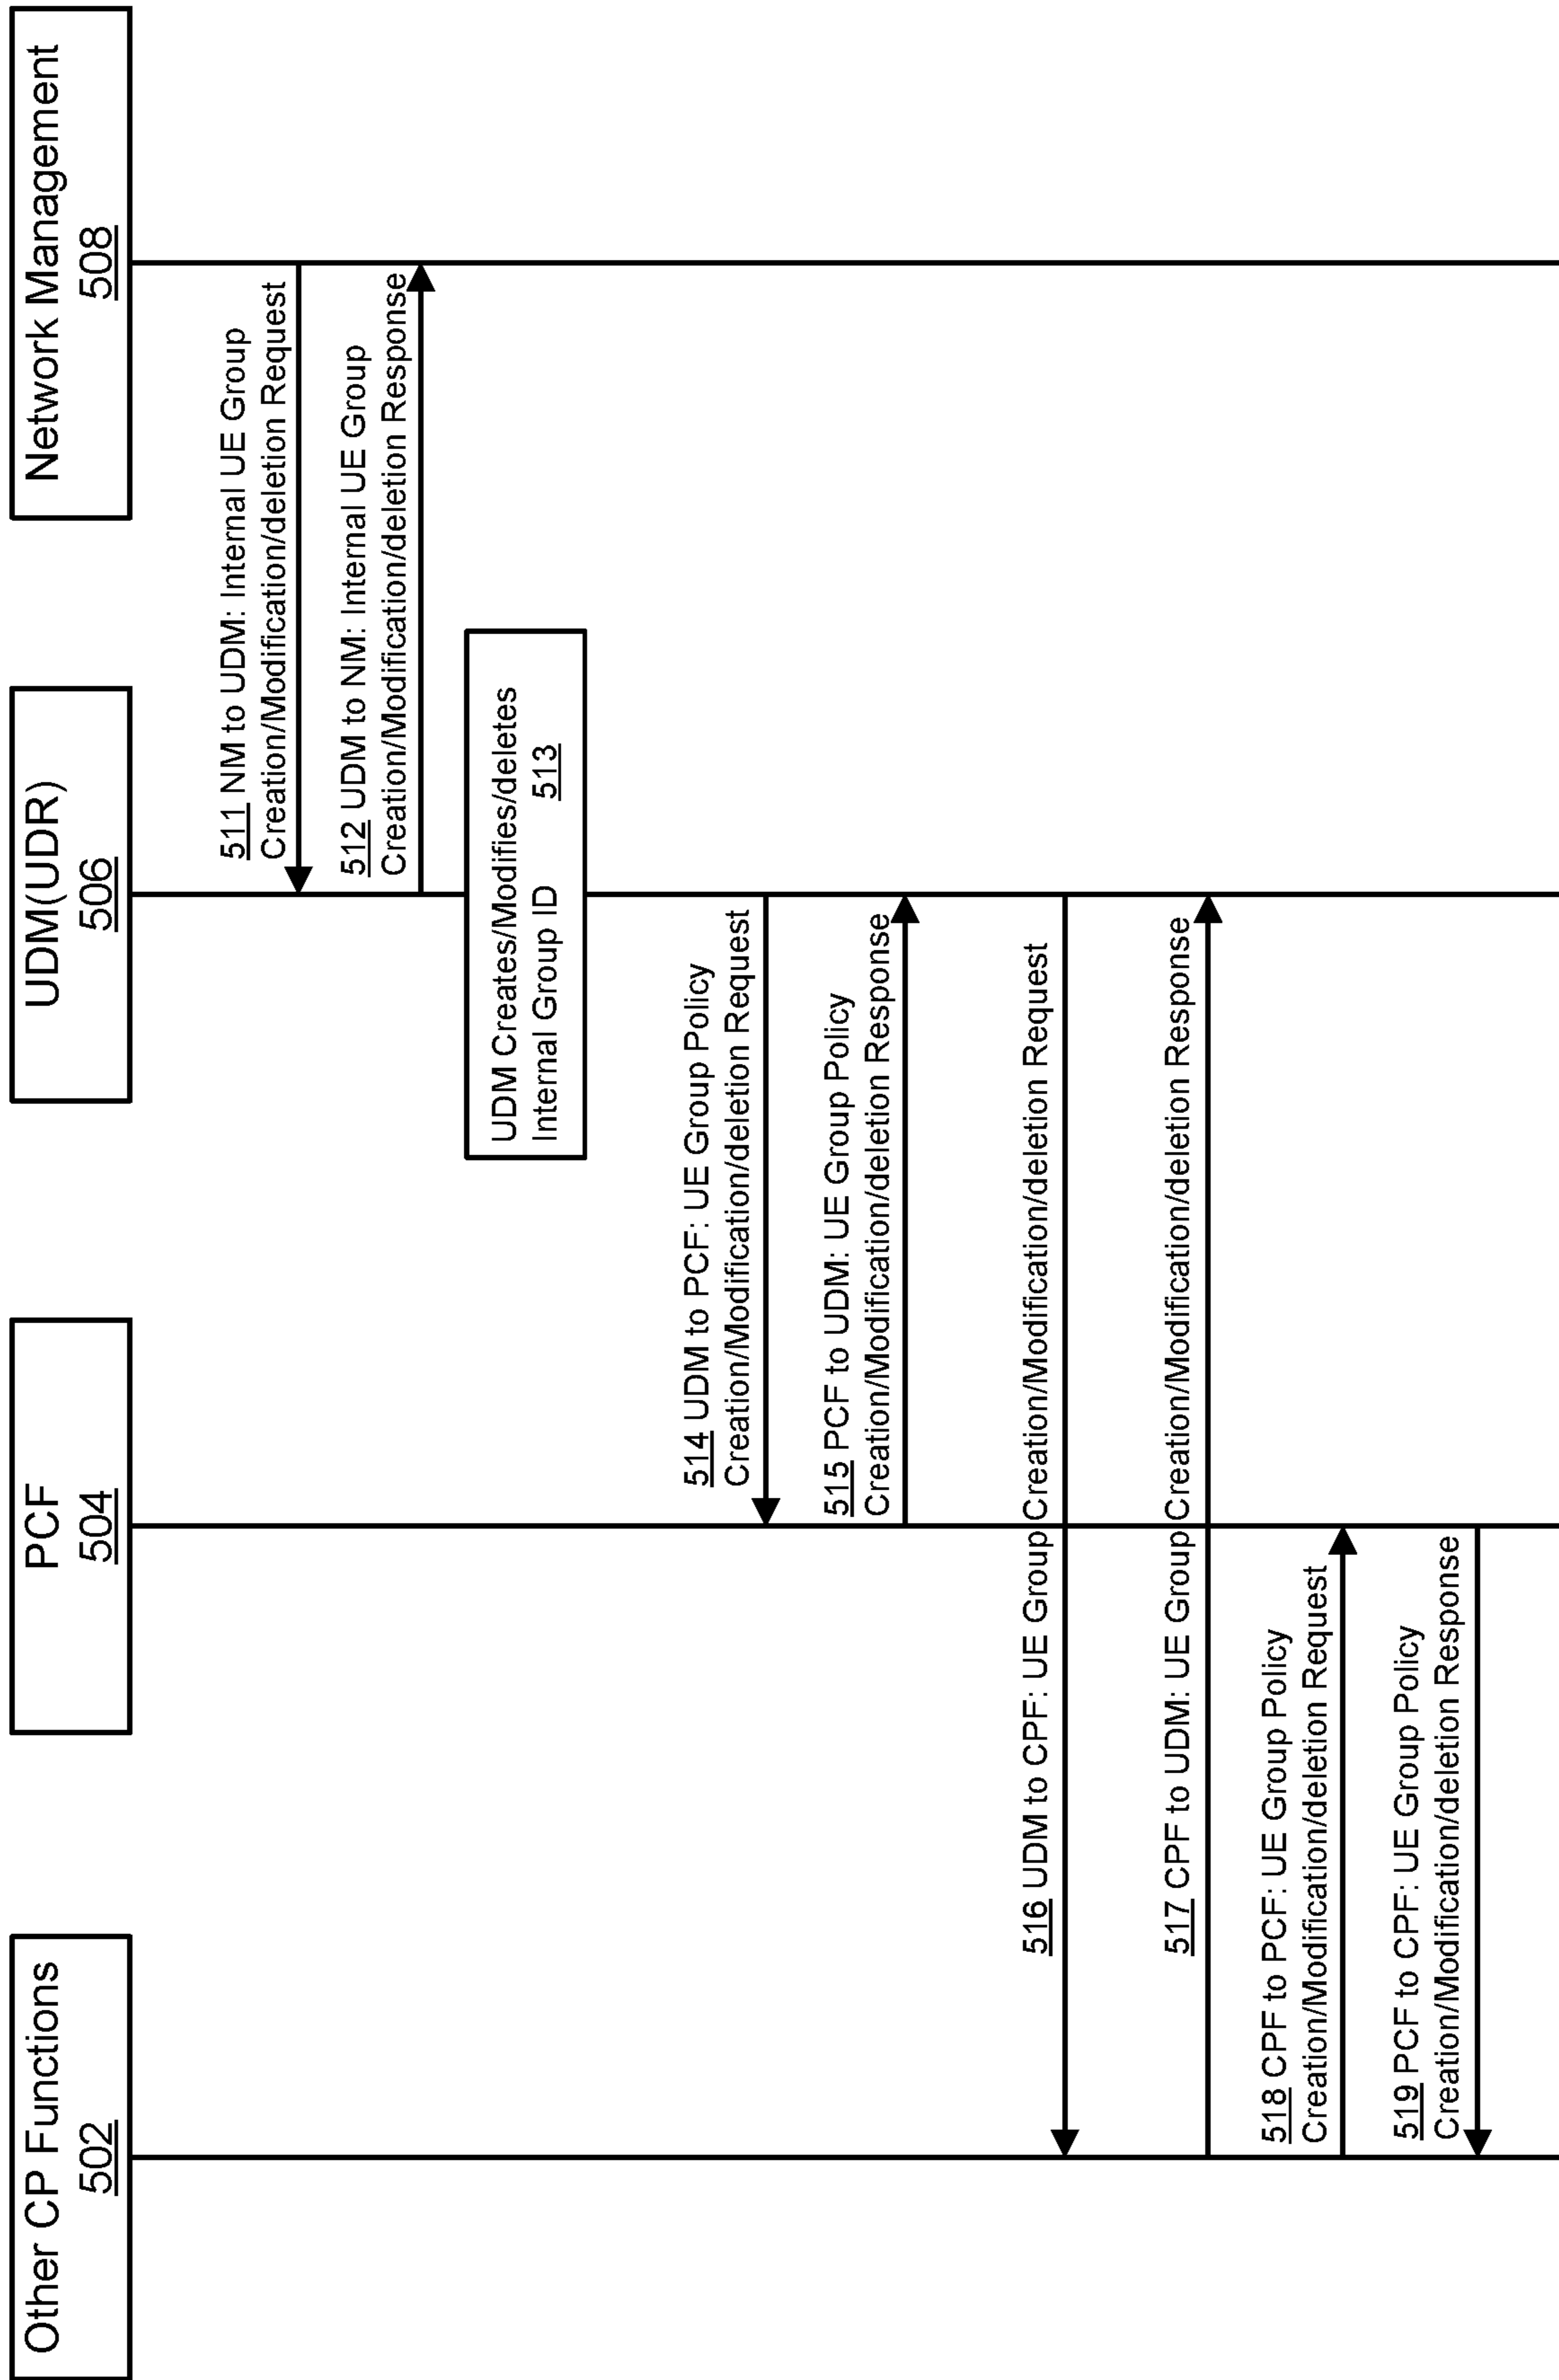 Other CP Functions
502
PCF
504
UDM(UDR)
506
Network Management
508
511 NM to UDM: Internal UE Group
Creation/Modification/deletion Request
512 UDM to NM: Internal UE Group
Creation/Modification/deletion Response
UDM Creates/Modifies/deletes
Internal Group ID 513
514 UDM to PCF: UE Group Policy
Creation/Modification/deletion Request
515 PCF to UDM: UE Group Policy
Creation/Modification/deletion Response
516 UDM to CPF: UE Group Creation/Modification/deletion Request
517 CPF to UDM: UE Group Creation/Modification/deletion Response
518 CPF to PCF: UE Group Policy
Creation/Modification/deletion Request
519 PCF to CPF: UE Group Policy
Creation/Modification/deletion Response